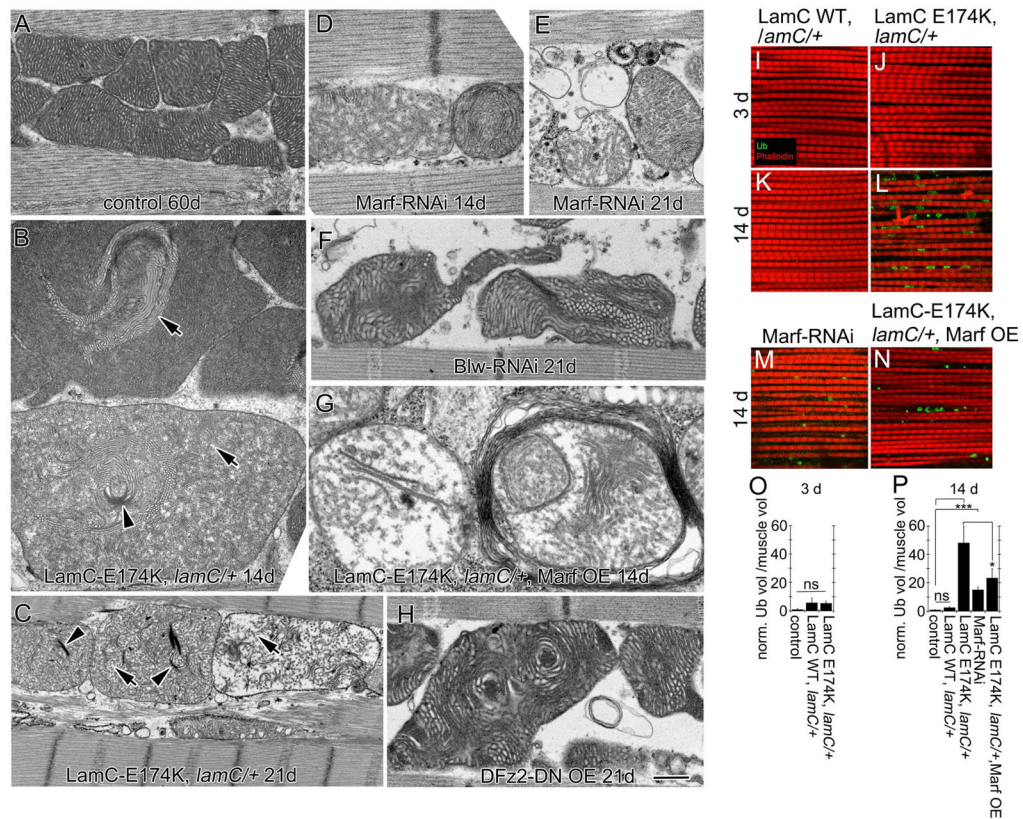 A
control 60d
B
LamC-E174K, lamC/+ 14d
C
LamC-E174K, lamC/+ 21d
D
Marf-RNAi 14d
E
Marf-RNAi 21d
F
Blw-RNAi 21d
G
LamC-E174K, lamC/+, Marf OE 14d
H
DFz2-DN OE 21d
LamC WT,
lamC/+
LamC E174K,
lamC/+
3 d
I
Ub
Phalloidin
J
14 d
K
L
Marf-RNAi
LamC-E174K,
lamC/+, Marf OE
14 d
M
N
O
3 d
norm. Ub vol /muscle vol
60
40
20
0
ns
control
LamC WT, lamC/+
LamC E174K, lamC/+
P
14 d
norm. Ub vol /muscle vol
60
40
20
0
ns
***
*
control
LamC WT, lamC/+
LamC E174K, lamC/+
Marf-RNAi
LamC E174K, lamC/+,Marf OE